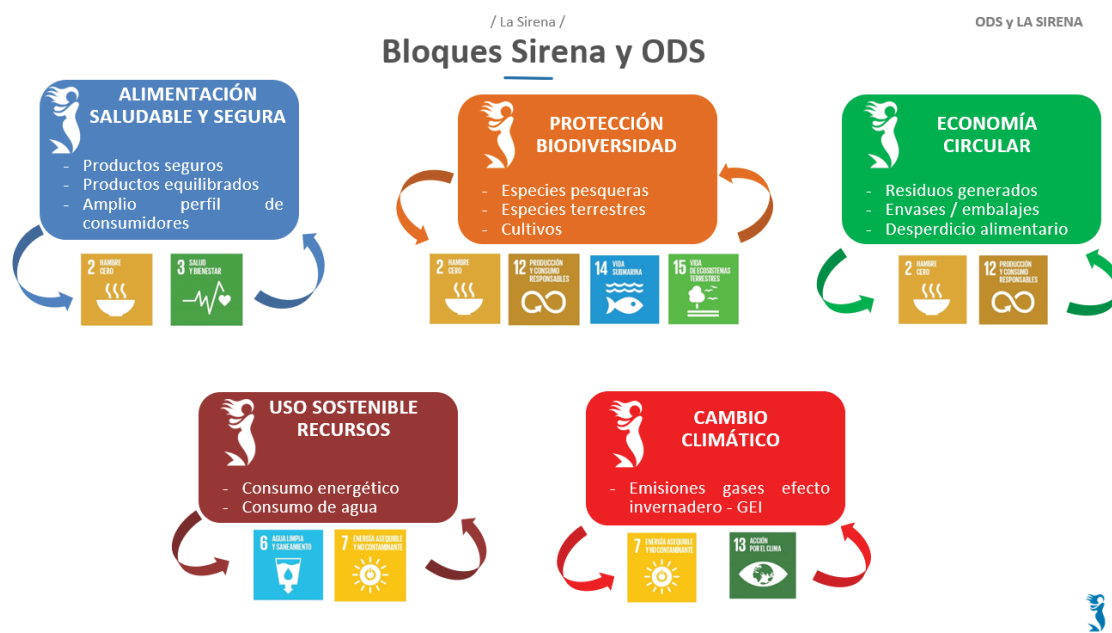 / La Sirena /
ODS y LA SIRENA
Bloques Sirena y ODS
ALIMENTACIÓN
SALUDABLE Y SEGURA
- Productos seguros
- Productos equilibrados
- Amplio perfil de
consumidores
2 HAMBRE
CERO
3 SALUD
Y BIENESTAR
PROTECCIÓN
BIODIVERSIDAD
- Especies pesqueras
- Especies terrestres
- Cultivos
2 HAMBRE
CERO
12 PRODUCCIÓN
Y CONSUMO
RESPONSABLES
14 VIDA
SUBMARINA
15 VIDA
DE ECOSISTEMAS
TERRESTRES
ECONOMÍA
CIRCULAR
- Residuos generados
- Envases / embalajes
- Desperdicio alimentario
2 HAMBRE
CERO
12 PRODUCCIÓN
Y CONSUMO
RESPONSABLES
USO SOSTENIBLE
RECURSOS
- Consumo energético
- Consumo de agua
6 AGUA LIMPIA
Y SANEAMIENTO
7 ENERGÍA ASEQUIBLE
Y NO CONTAMINANTE
CAMBIO
CLIMÁTICO
- Emisiones gases efecto
invernadero - GEI
7 ENERGÍA ASEQUIBLE
Y NO CONTAMINANTE
13 ACCIÓN
POR EL CLIMA